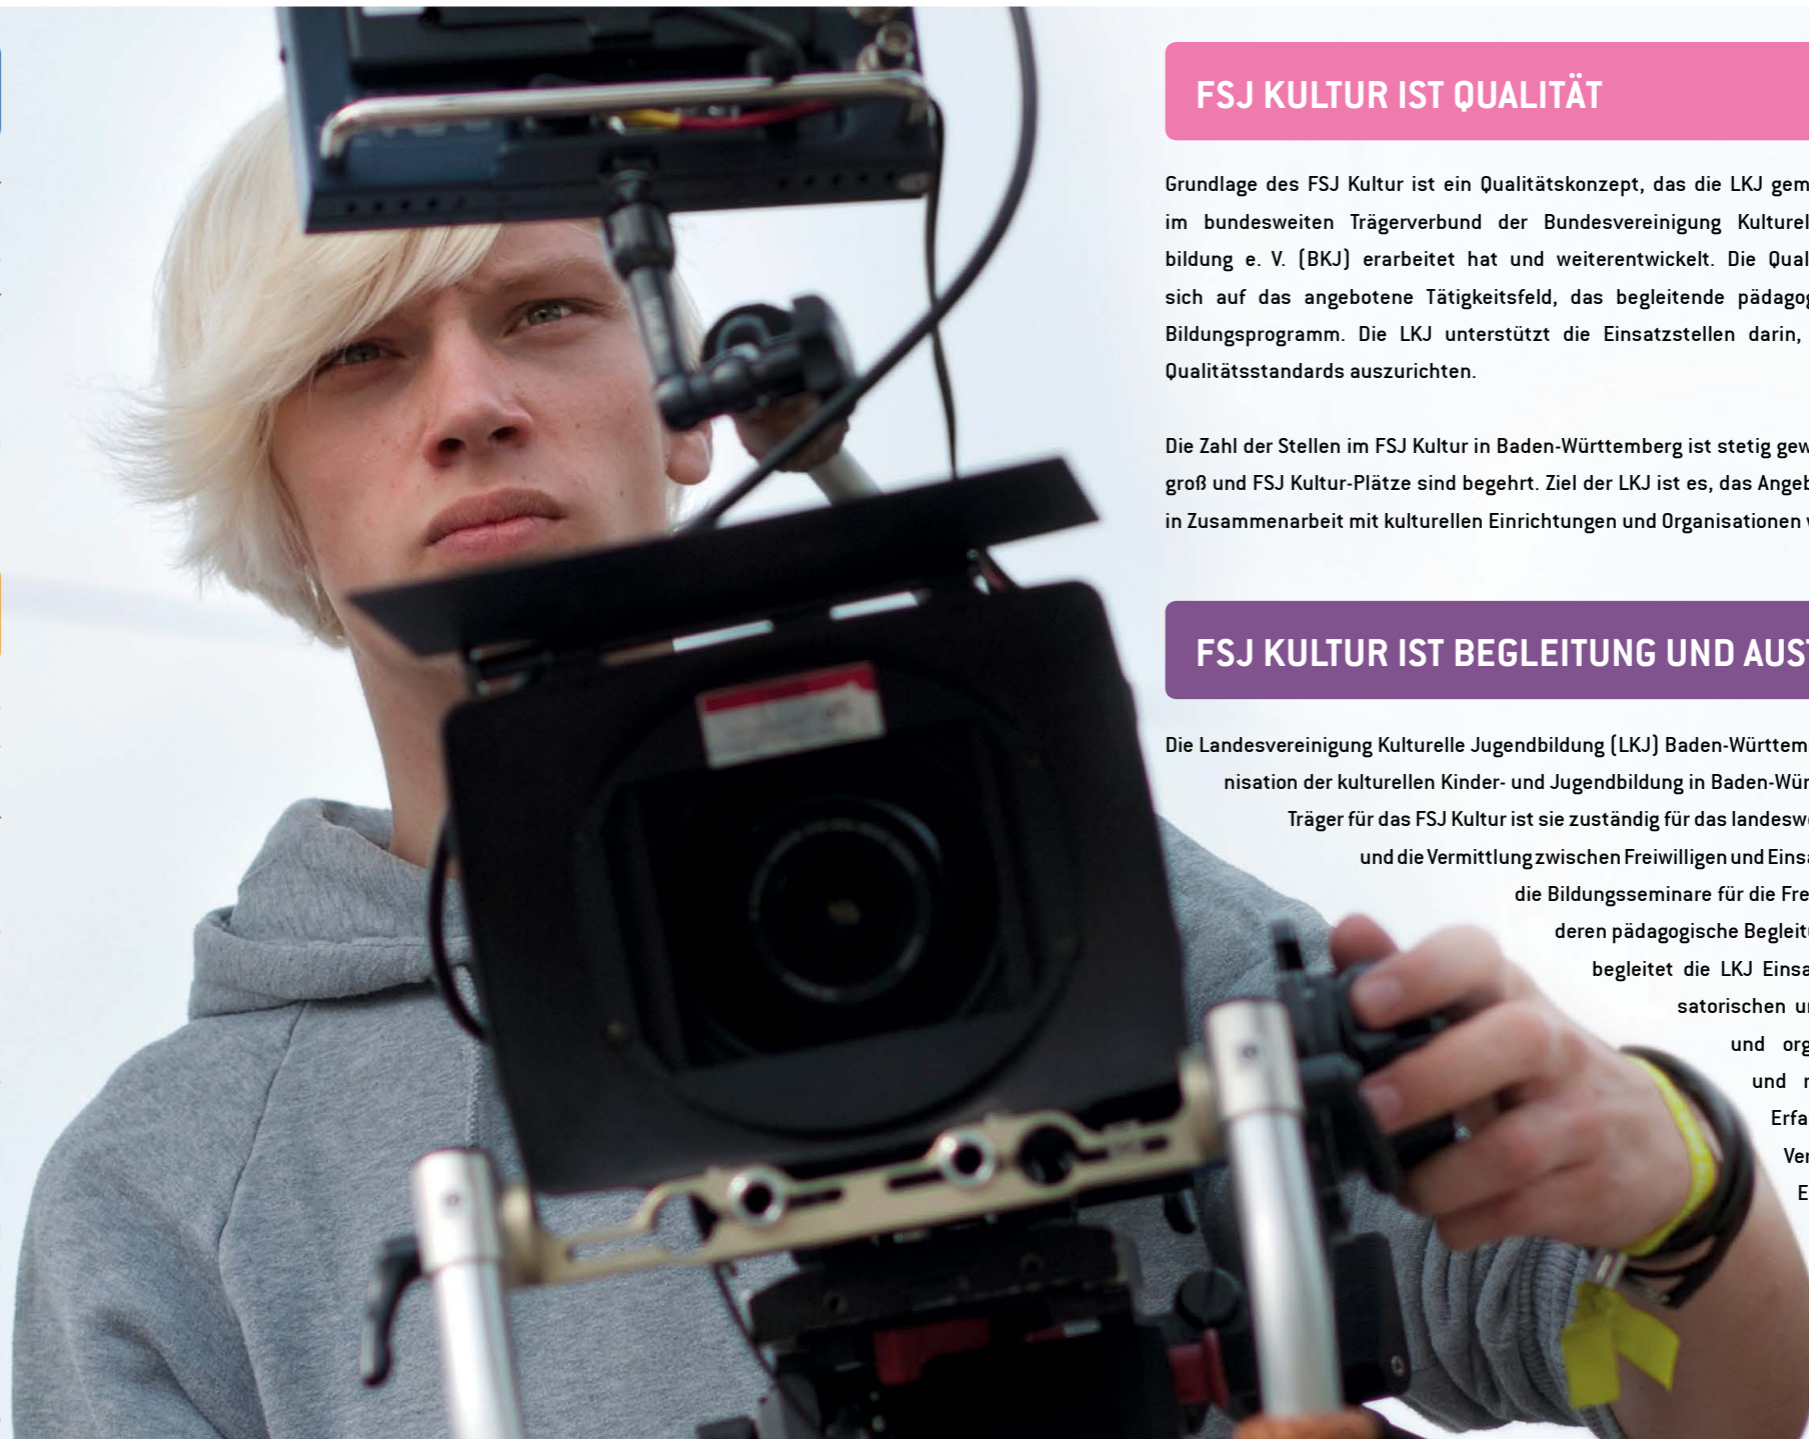 FSJ KULTUR IST QUALITÄT
Grundlage des FSJ Kultur ist ein Qualitätskonzept, das die LKJ gem
im bundesweiten Trägerverbund der Bundesvereinigung Kulturel
bildung e. V. (BKJ) erarbeitet hat und weiterentwickelt. Die Qual
sich auf das angebotene Tätigkeitsfeld, das begleitende pädagog
Bildungsprogramm. Die LKJ unterstützt die Einsatzstellen darin,
Qualitätsstandards auszurichten.
Die Zahl der Stellen im FSJ Kultur in Baden-Württemberg ist stetig gew
groß und FSJ Kultur-Plätze sind begehrt. Ziel der LKJ ist es, das Angeb
in Zusammenarbeit mit kulturellen Einrichtungen und Organisationen
FSJ KULTUR IST BEGLEITUNG UND AUST
Die Landesvereinigung Kulturelle Jugendbildung (LKJ) Baden-Württem
nisation der kulturellen Kinder- und Jugendbildung in Baden-Wür
Träger für das FSJ Kultur ist sie zuständig für das landeswe
und die Vermittlung zwischen Freiwilligen und Einsa
die Bildungsseminare für die Fre
deren pädagogische Begleitu
begleitet die LKJ Einsa
satorischen un
und org
und
Erfa
Ver
E